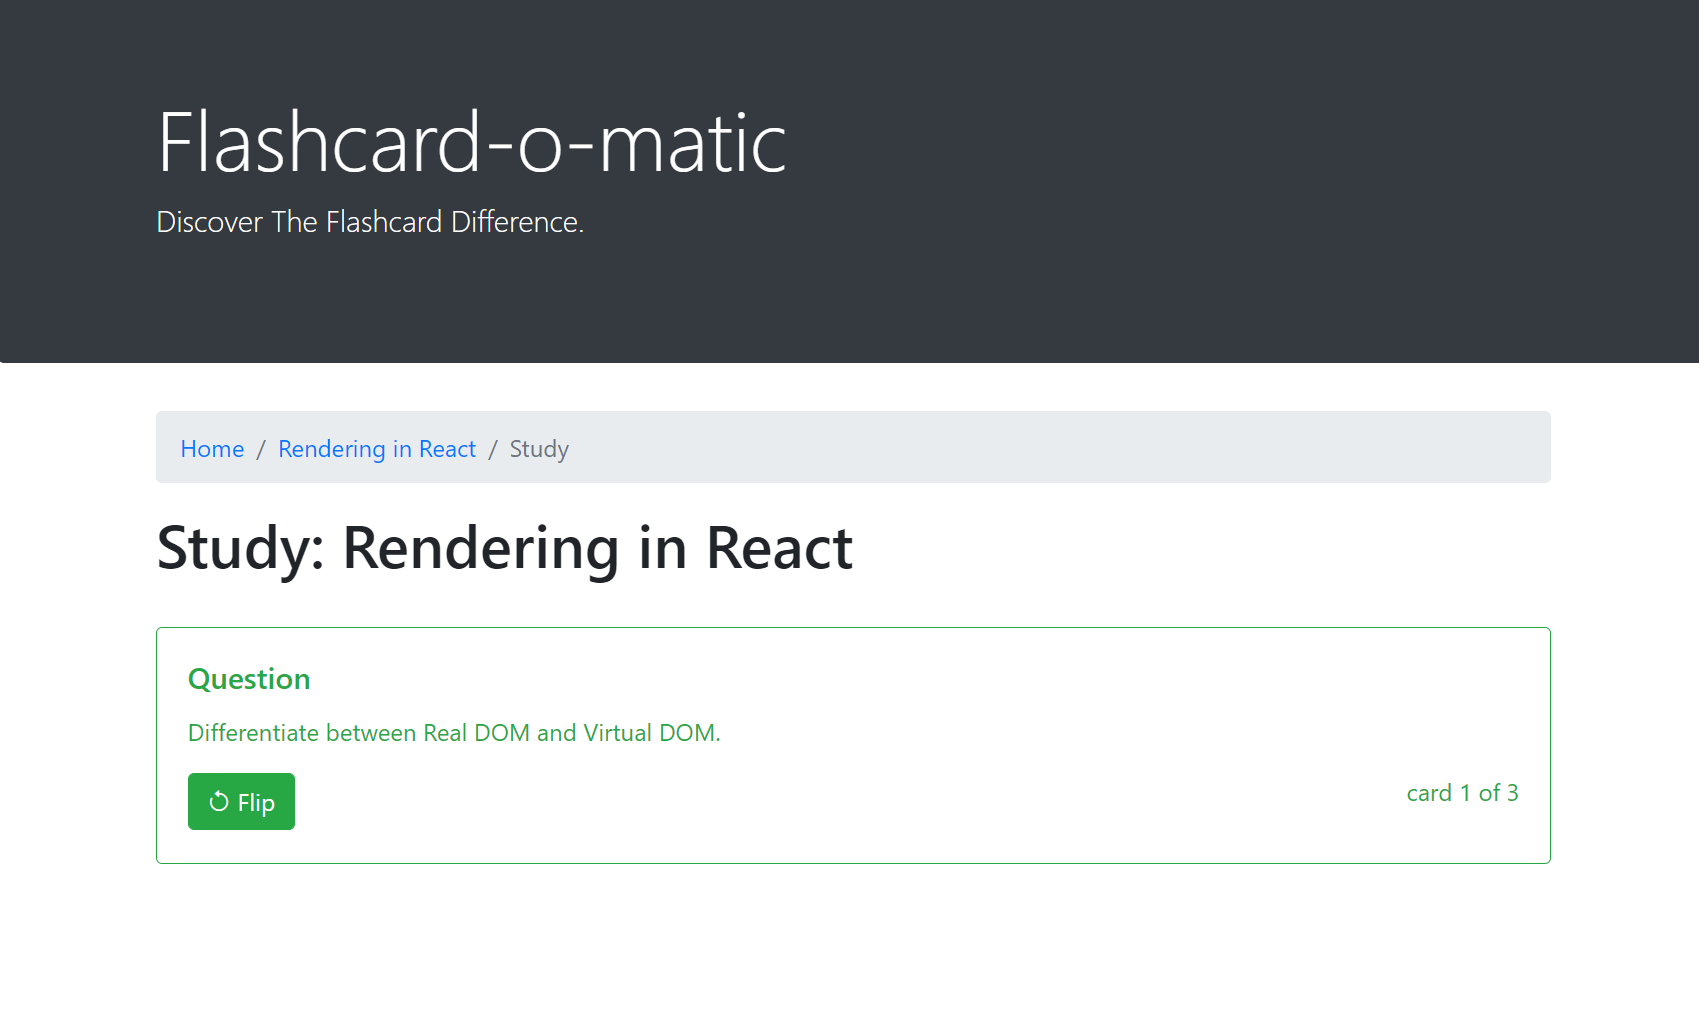 Flashcard-o-matic
Discover The Flashcard Difference.
Home / Rendering in React / Study
Study: Rendering in React
Question
Differentiate between Real DOM and Virtual DOM.
Flip
card 1 of 3